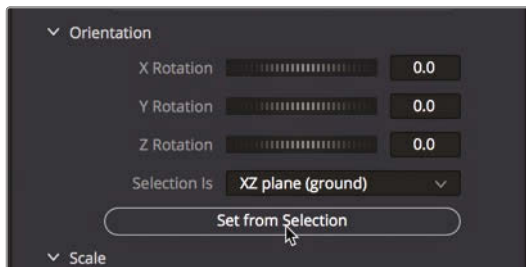 Orientation
X Rotation 0.0
Y Rotation 0.0
Z Rotation 0.0
Selection Is XZ plane (ground)
Set from Selection
Scale